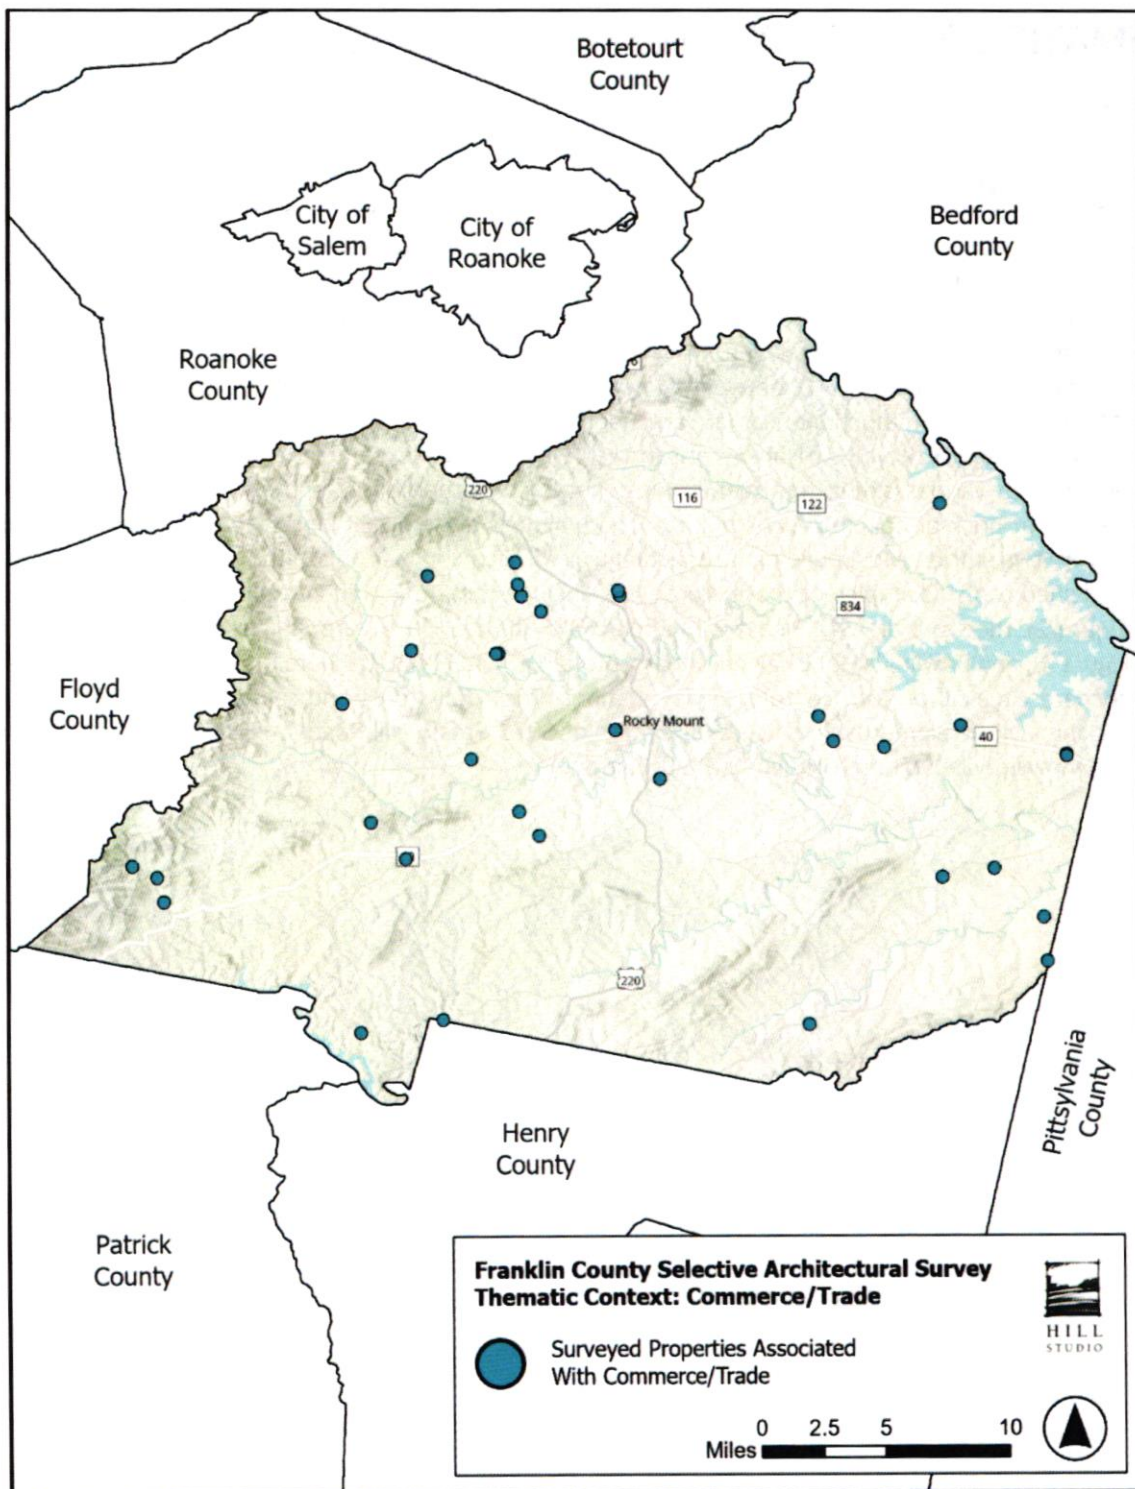 Botetourt
County
City of
Salem
City of
Roanoke
Bedford
County
Roanoke
County
220
116
122
834
Floyd
County
Rocky Mount
40
220
Pittsylvania
County
Henry
County
Patrick
County
Franklin County Selective Architectural Survey
Thematic Context: Commerce/Trade
HILL
STUDIO
Surveyed Properties Associated
With Commerce/Trade
0 2.5 5 10
Miles